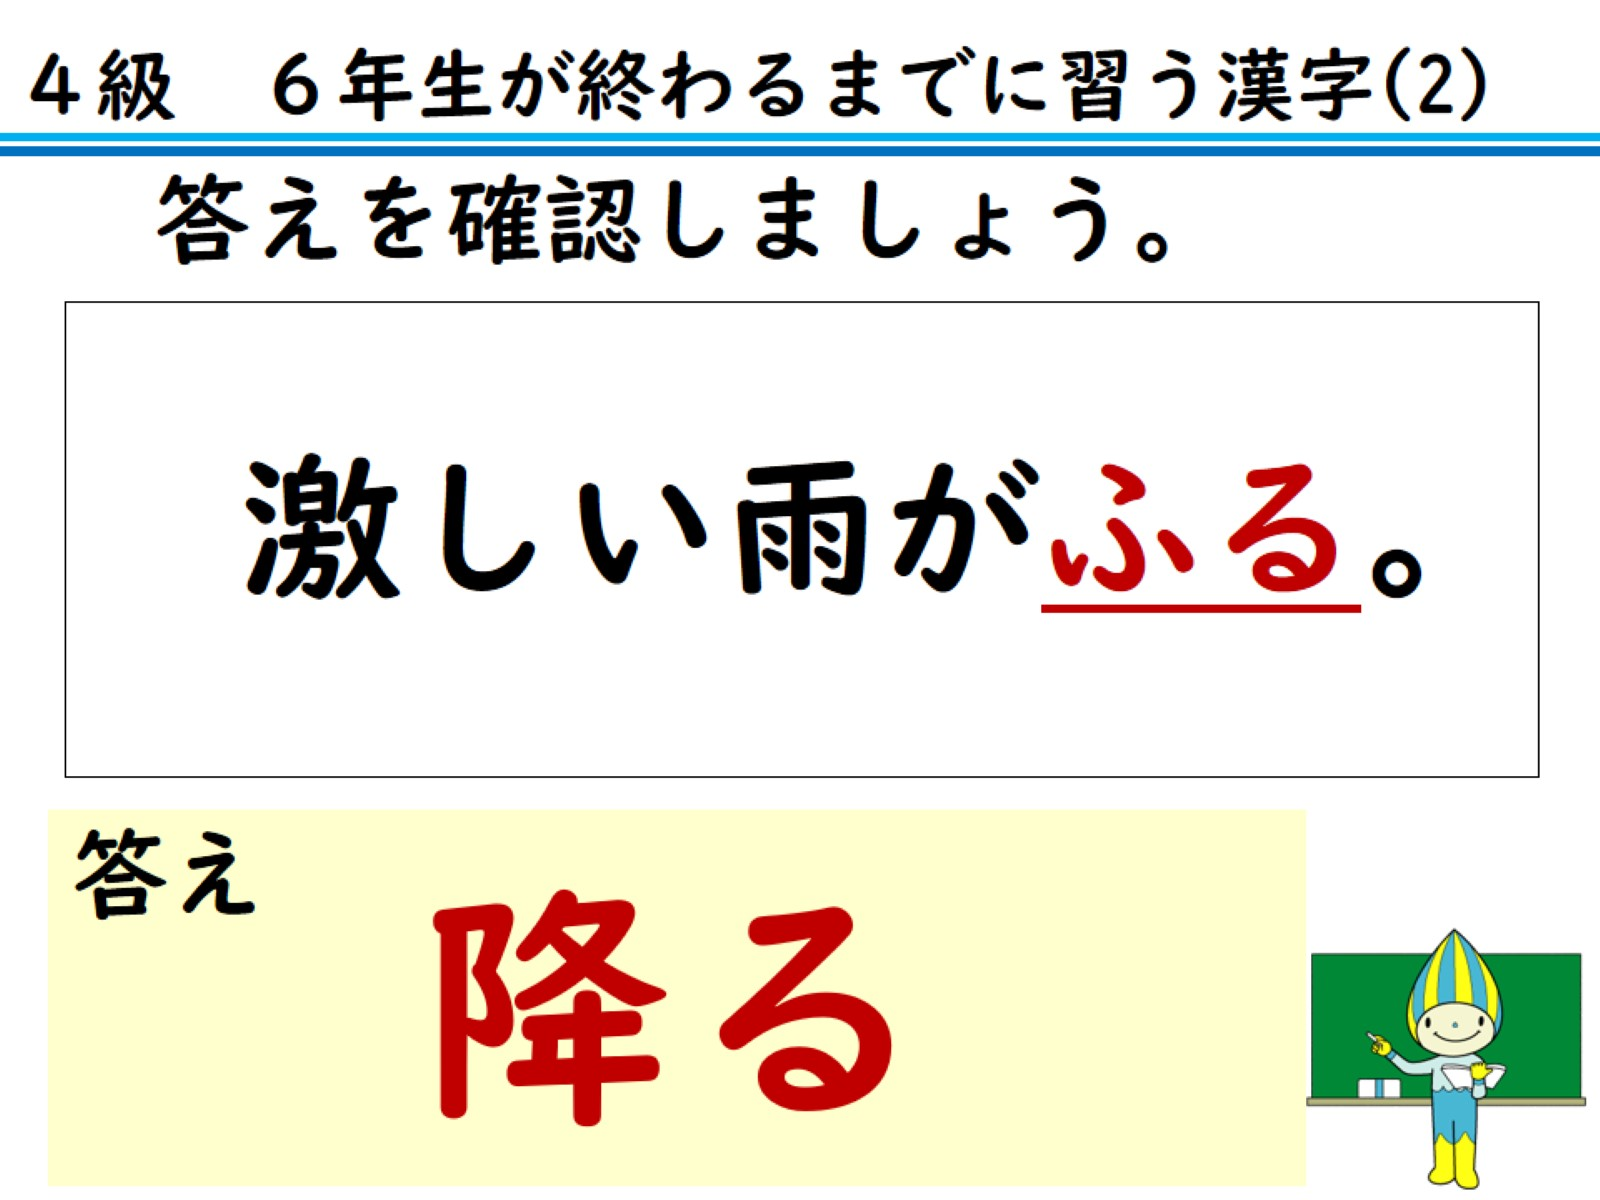 ４級　６年生が終わるまでに習う漢字(2)
答えを確認しましょう。
激しい雨がふる。
答え
降る